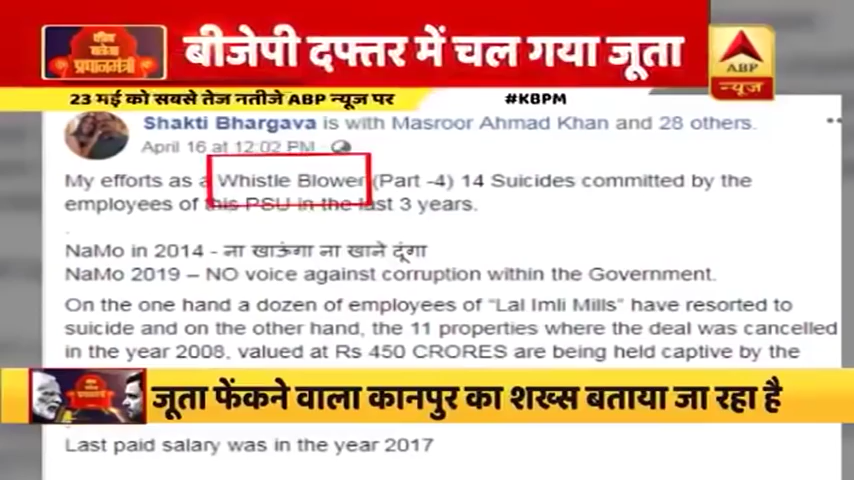 कौन बनेगा
प्रधानमंत्री
बीजेपी दफ्तर में चल गया जूता
ABP
न्यूज़
23 मई को सबसे तेज नतीजे ABP न्यूज़ पर
#KBPM
Shakti Bhargava is with Masroor Ahmad Khan and 28 others.
April 16 at 12:02 PM
My efforts as a Whistle Blower (Part -4) 14 Suicides committed by the
employees of this PSU in the last 3 years.
.
NaMo in 2014 - ना खाऊंगा ना खाने दूंगा
NaMo 2019 – NO voice against corruption within the Government.
On the one hand a dozen of employees of “Lal Imli Mills” have resorted to
suicide and on the other hand, the 11 properties where the deal was cancelled
in the year 2008, valued at Rs 450 CRORES are being held captive by the
जूता फेंकने वाला कानपुर का शख्स बताया जा रहा है
Last paid salary was in the year 2017